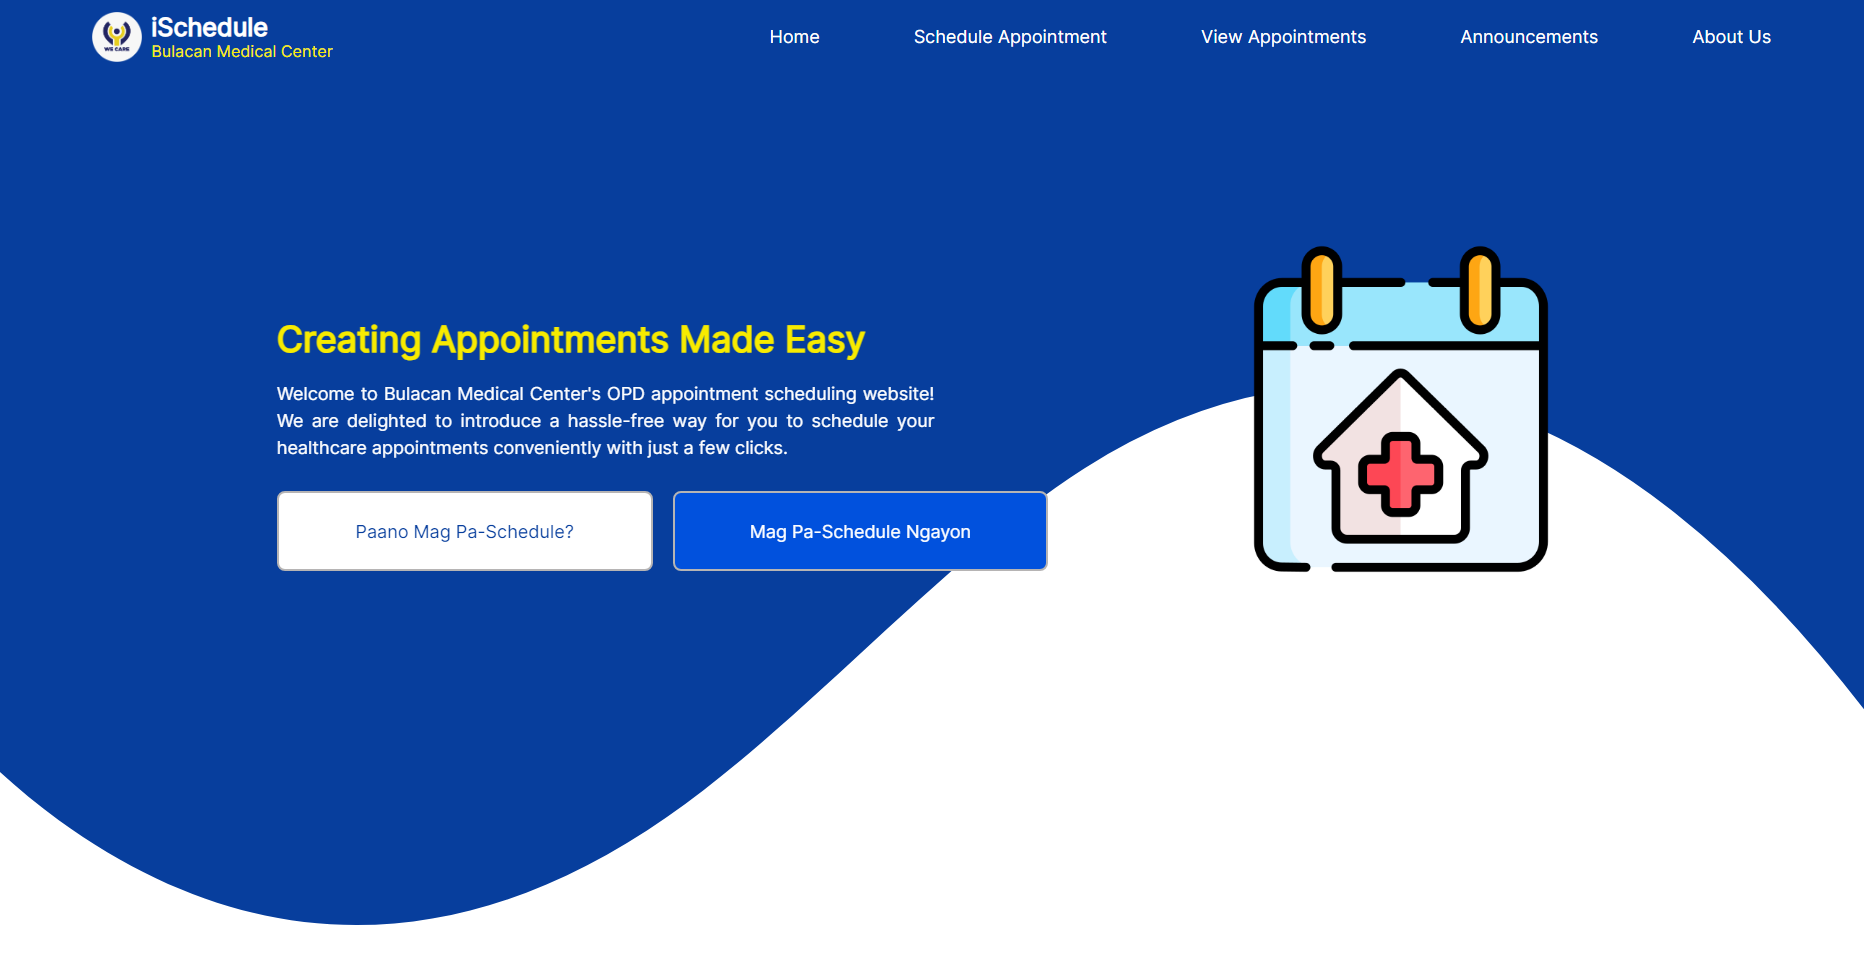 WE CARE
iSchedule
Bulacan Medical Center
Home
Schedule Appointment
View Appointments
Announcements
About Us
Creating Appointments Made Easy
Welcome to Bulacan Medical Center's OPD appointment scheduling website!
We are delighted to introduce a hassle-free way for you to schedule your
healthcare appointments conveniently with just a few clicks.
Paano Mag Pa-Schedule?
Mag Pa-Schedule Ngayon